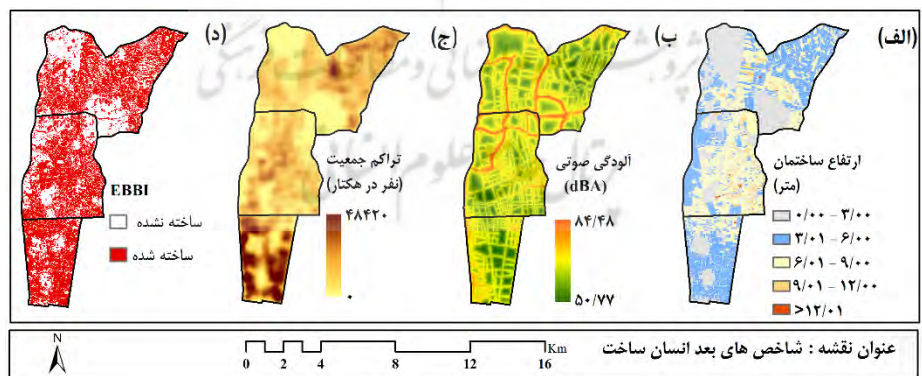 (الف)
ارتفاع ساختمان
(متر)
۰/۰۰ - ۳/۰۰
۳/۰۱ - ۶/۰۰
۶/۰۱ - ۹/۰۰
۹/۰۱ - ۱۲/۰۰
>۱۲/۰۱
(ب)
آلودگی صوتی
(dBA)
۸۴/۴۸
۵۰/۷۷
(ج)
تراکم جمعیت
(نفر در هکتار)
۴۸۴۲۰
۰
(د)
EBBI
ساخته نشده
ساخته شده
عنوان نقشه : شاخص های بعد انسان ساخت
N
0 2 4 8 12 16 Km